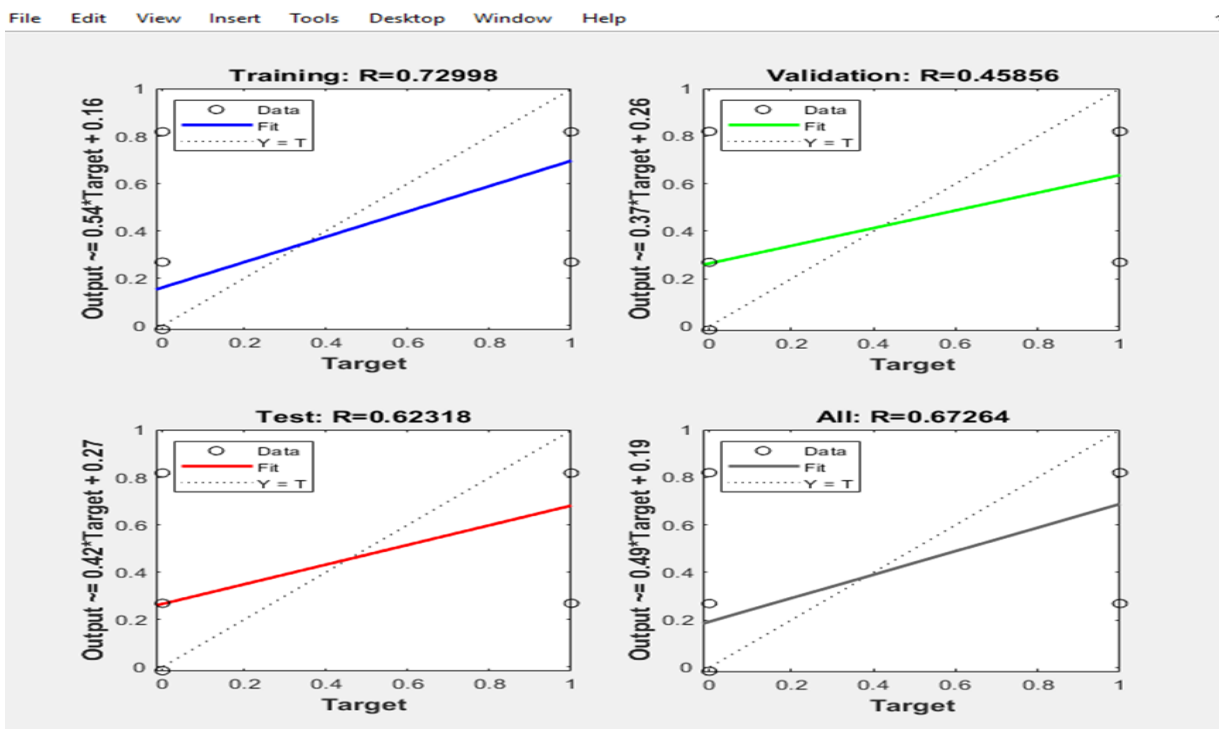 File Edit View Insert Tools Desktop Window Help
Training: R=0.72998
Output ~= 0.54*Target + 0.16
1
0.8
0.6
0.4
0.2
0
Data
Fit
Y = T
0 0.2 0.4 0.6 0.8 1
Target
Validation: R=0.45856
Output ~= 0.37*Target + 0.26
1
0.8
0.6
0.4
0.2
0
Data
Fit
Y = T
0 0.2 0.4 0.6 0.8 1
Target
Test: R=0.62318
Output ~= 0.42*Target + 0.27
1
0.8
0.6
0.4
0.2
0
Data
Fit
Y = T
0 0.2 0.4 0.6 0.8 1
Target
All: R=0.67264
Output ~= 0.49*Target + 0.19
1
0.8
0.6
0.4
0.2
0
Data
Fit
Y = T
0 0.2 0.4 0.6 0.8 1
Target